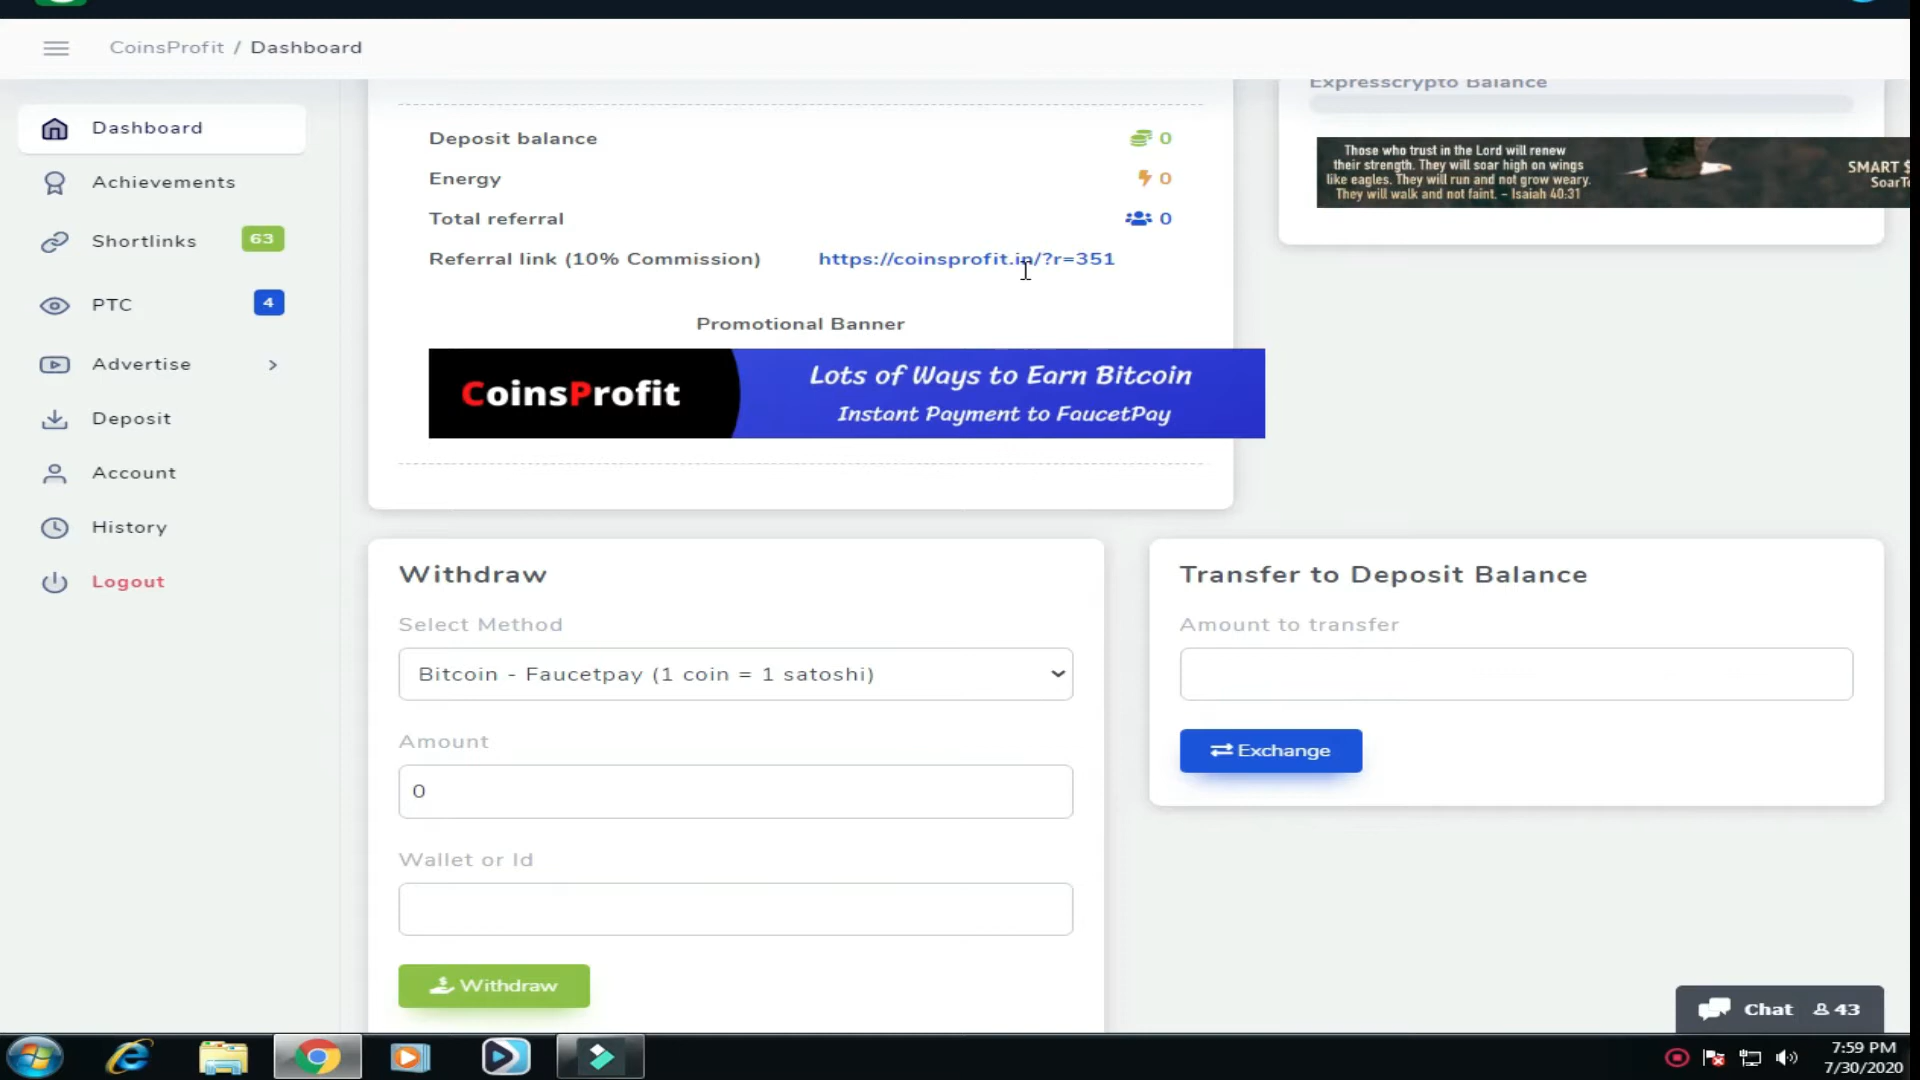 CoinsProfit / Dashboard
Dashboard
Achievements
Shortlinks 63
PTC 4
Advertise
Deposit
Account
History
Logout
Deposit balance 0
Energy 0
Total referral 0
Referral link (10% Commission) https://coinsprofit.in/?r=351
Promotional Banner
CoinsProfit
Lots of Ways to Earn Bitcoin
Instant Payment to FaucetPay
Expresscrypto Balance
Those who trust in the Lord will renew
their strength. They will soar high on wings
like eagles. They will run and not grow weary.
They will walk and not faint. - Isaiah 40:31
SMART $
SoarTo
Withdraw
Select Method
Bitcoin - Faucetpay (1 coin = 1 satoshi)
Amount
0
Wallet or Id
Withdraw
Transfer to Deposit Balance
Amount to transfer
Exchange
Chat 43
7:59 PM
7/30/2020